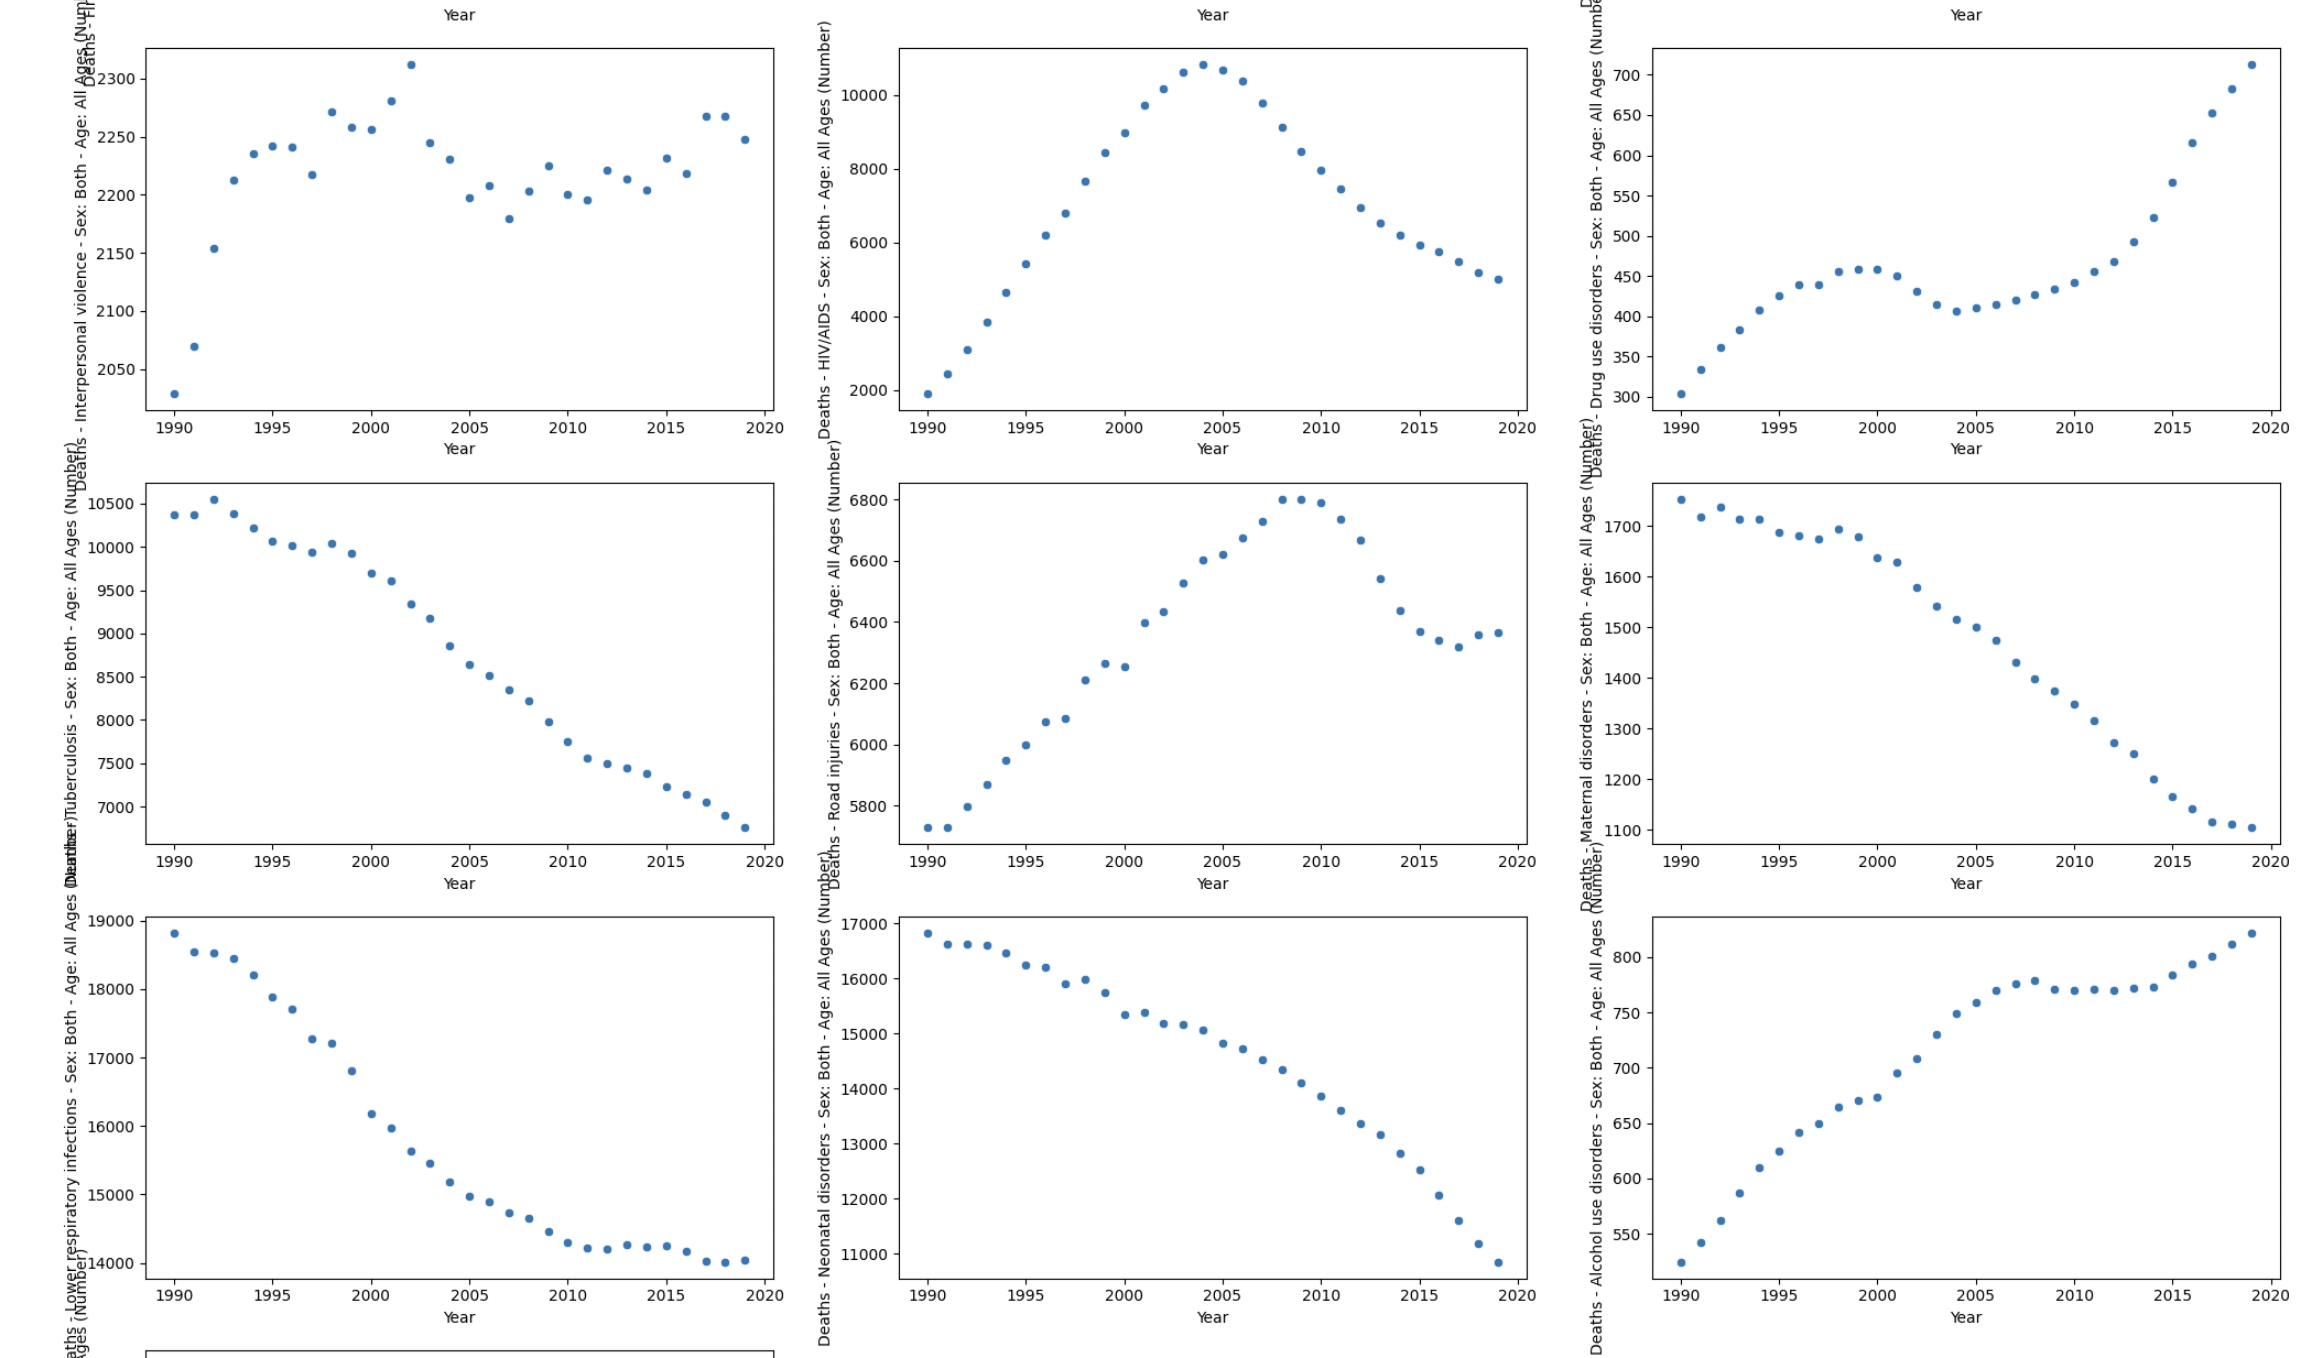 Year
Year
Year
Deaths - Fir
Deaths - Interpersonal violence - Sex: Both - Age: All Ages (Num
2300
2250
2200
2150
2100
2050
1990 1995 2000 2005 2010 2015 2020
Year
Deaths - HIV/AIDS - Sex: Both - Age: All Ages (Number)
10000
8000
6000
4000
2000
1990 1995 2000 2005 2010 2015 2020
Year
Deaths - Drug use disorders - Sex: Both - Age: All Ages (Numbe
700
650
600
550
500
450
400
350
300
1990 1995 2000 2005 2010 2015 2020
Year
Deaths - Tuberculosis - Sex: Both - Age: All Ages (Number)
10500
10000
9500
9000
8500
8000
7500
7000
1990 1995 2000 2005 2010 2015 2020
Year
Deaths - Road injuries - Sex: Both - Age: All Ages (Number)
6800
6600
6400
6200
6000
5800
1990 1995 2000 2005 2010 2015 2020
Year
Deaths - Maternal disorders - Sex: Both - Age: All Ages (Number)
1700
1600
1500
1400
1300
1200
1100
1990 1995 2000 2005 2010 2015 2020
Year
aths - Lower respiratory infections - Sex: Both - Age: All Ages (Number)
19000
18000
17000
16000
15000
14000
1990 1995 2000 2005 2010 2015 2020
Year
Deaths - Neonatal disorders - Sex: Both - Age: All Ages (Number)
17000
16000
15000
14000
13000
12000
11000
1990 1995 2000 2005 2010 2015 2020
Year
Deaths - Alcohol use disorders - Sex: Both - Age: All Ages (Number)
800
750
700
650
600
550
1990 1995 2000 2005 2010 2015 2020
Year
Ages (Number)